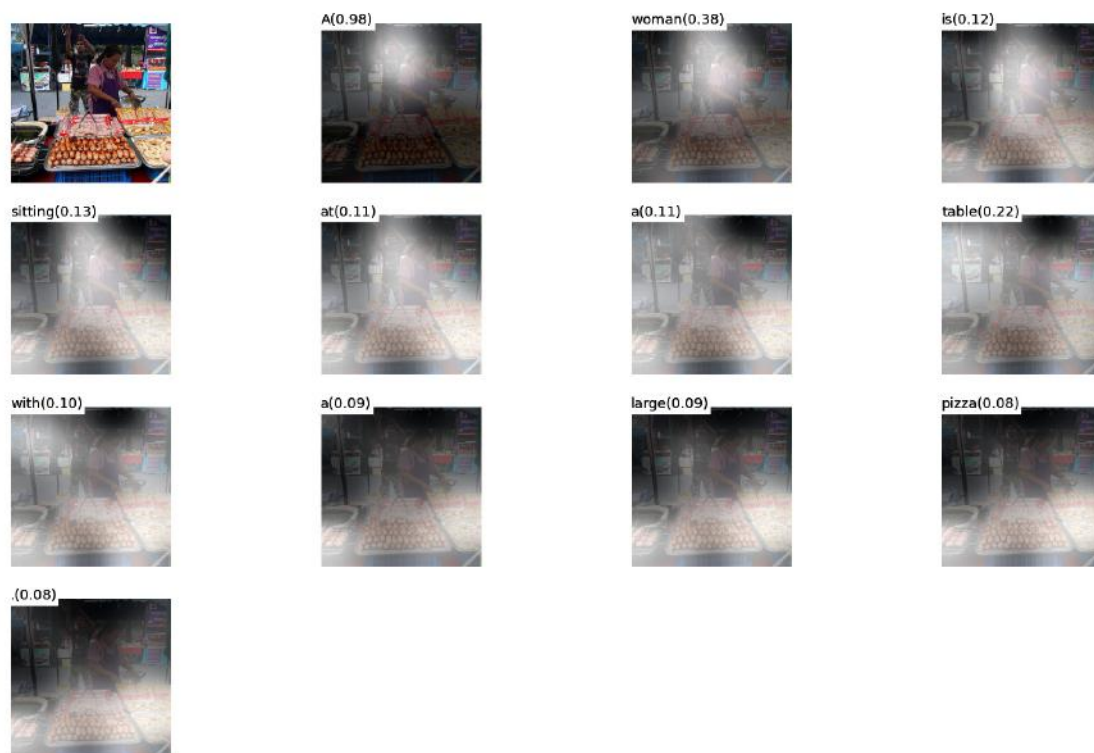 A(0.98) woman(0.38) is(0.12)
sitting(0.13) at(0.11) a(0.11) table(0.22)
with(0.10) a(0.09) large(0.09) pizza(0.08)
.(0.08)